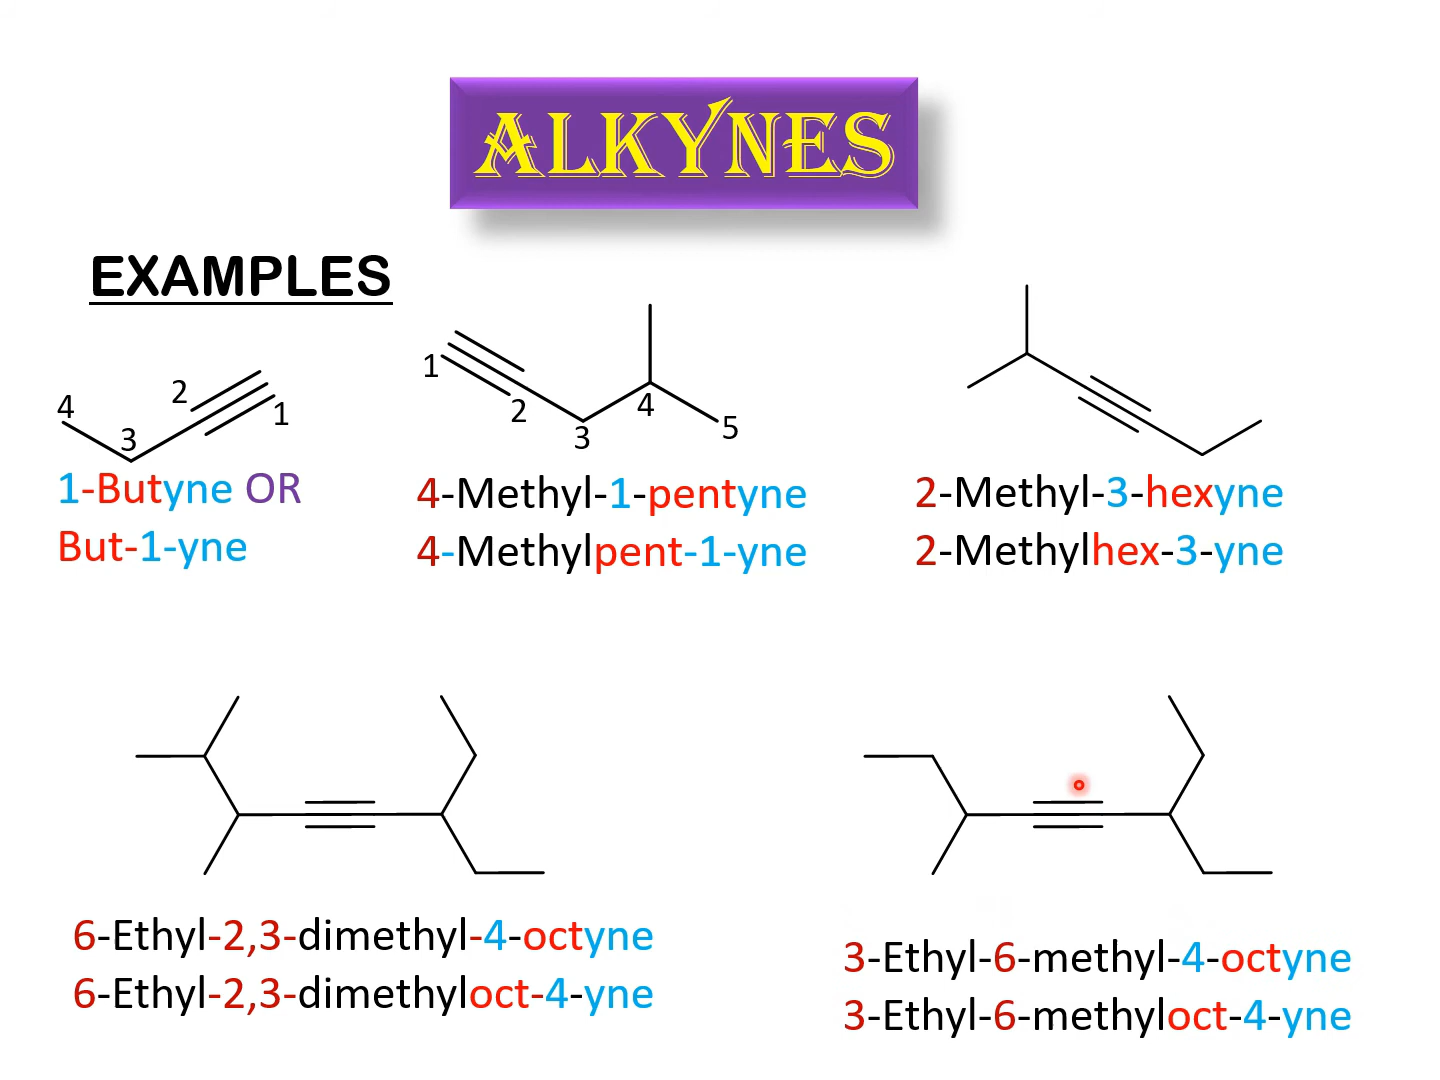 ALKYNES
EXAMPLES
4
3
2
1
1-Butyne OR
But-1-yne
1
2
3
4
5
4-Methyl-1-pentyne
4-Methylpent-1-yne
2-Methyl-3-hexyne
2-Methylhex-3-yne
6-Ethyl-2,3-dimethyl-4-octyne
6-Ethyl-2,3-dimethyloct-4-yne
3-Ethyl-6-methyl-4-octyne
3-Ethyl-6-methyloct-4-yne